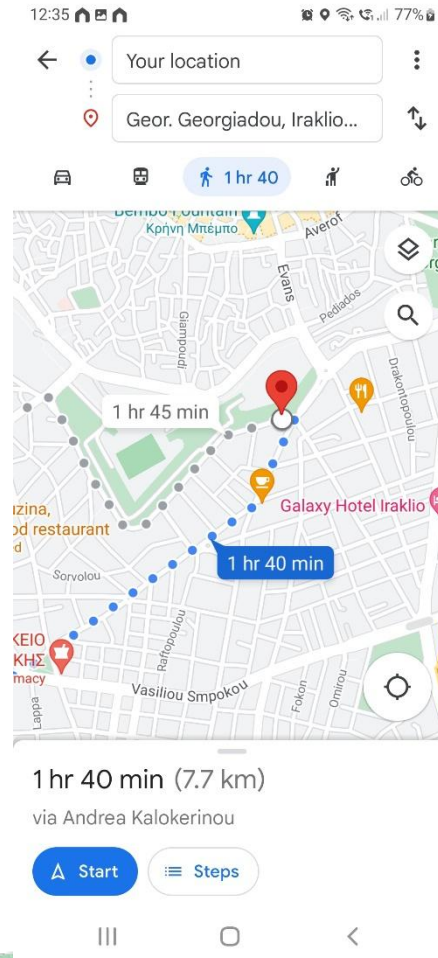 12:35
77%
Your location
Geor. Georgiadou, Iraklio...
1 hr 40
Bembo Fountain
Κρήνη Μπέμπο
Averof
Evans
Pediados
Giampoudi
Drakontopoulou
1 hr 45 min
Galaxy Hotel Iraklio
uzina,
od restaurant
ed
1 hr 40 min
Sorvolou
ΚΕΙΟ
ΚΗΣ
macy
Raftopoulou
Vasiliou Smpokou
Fokon
Omirou
Lappa
1 hr 40 min (7.7 km)
via Andrea Kalokerinou
Start
Steps